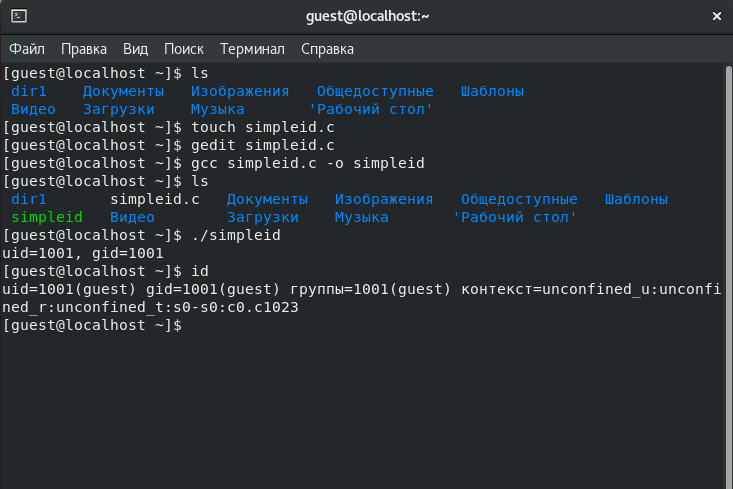 guest@localhost:~
Файл Правка Вид Поиск Терминал Справка
[guest@localhost ~]$ ls
dir1 Документы Изображения Общедоступные Шаблоны
Видео Загрузки Музыка 'Рабочий стол'
[guest@localhost ~]$ touch simpleid.c
[guest@localhost ~]$ gedit simpleid.c
[guest@localhost ~]$ gcc simpleid.c -o simpleid
[guest@localhost ~]$ ls
dir1 simpleid.c Документы Изображения Общедоступные Шаблоны
simpleid Видео Загрузки Музыка 'Рабочий стол'
[guest@localhost ~]$ ./simpleid
uid=1001, gid=1001
[guest@localhost ~]$ id
uid=1001(guest) gid=1001(guest) группы=1001(guest) контекст=unconfined_u:unconfi
ned_r:unconfined_t:s0-s0:c0.c1023
[guest@localhost ~]$